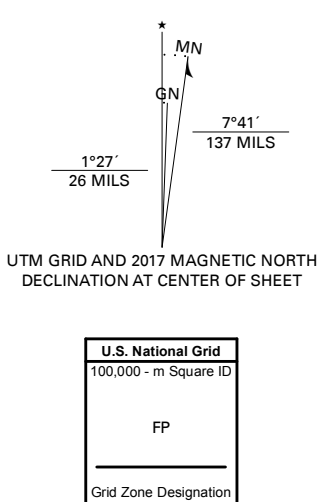 ★
MN
GN
7°41´
137 MILS
1°27´
26 MILS
UTM GRID AND 2017 MAGNETIC NORTH
DECLINATION AT CENTER OF SHEET
U.S. National Grid
100,000 - m Square ID
FP
Grid Zone Designation